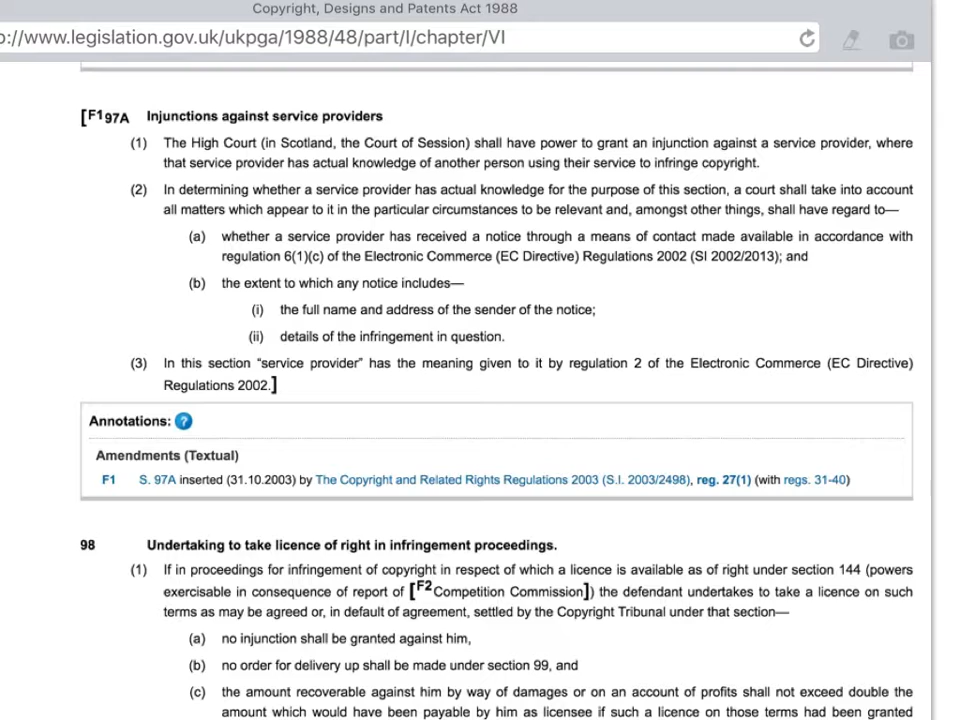 Copyright, Designs and Patents Act 1988
o://www.legislation.gov.uk/ukpga/1988/48/part/I/chapter/VI
[F197A Injunctions against service providers
(1) The High Court (in Scotland, the Court of Session) shall have power to grant an injunction against a service provider, where
that service provider has actual knowledge of another person using their service to infringe copyright.
(2) In determining whether a service provider has actual knowledge for the purpose of this section, a court shall take into account
all matters which appear to it in the particular circumstances to be relevant and, amongst other things, shall have regard to—
(a) whether a service provider has received a notice through a means of contact made available in accordance with
regulation 6(1)(c) of the Electronic Commerce (EC Directive) Regulations 2002 (SI 2002/2013); and
(b) the extent to which any notice includes—
(i) the full name and address of the sender of the notice;
(ii) details of the infringement in question.
(3) In this section “service provider” has the meaning given to it by regulation 2 of the Electronic Commerce (EC Directive)
Regulations 2002.]
Annotations: ?
Amendments (Textual)
F1 S. 97A inserted (31.10.2003) by The Copyright and Related Rights Regulations 2003 (S.I. 2003/2498), reg. 27(1) (with regs. 31-40)
98 Undertaking to take licence of right in infringement proceedings.
(1) If in proceedings for infringement of copyright in respect of which a licence is available as of right under section 144 (powers
exercisable in consequence of report of [F2Competition Commission]) the defendant undertakes to take a licence on such
terms as may be agreed or, in default of agreement, settled by the Copyright Tribunal under that section—
(a) no injunction shall be granted against him,
(b) no order for delivery up shall be made under section 99, and
(c) the amount recoverable against him by way of damages or on an account of profits shall not exceed double the
amount which would have been payable by him as licensee if such a licence on those terms had been granted